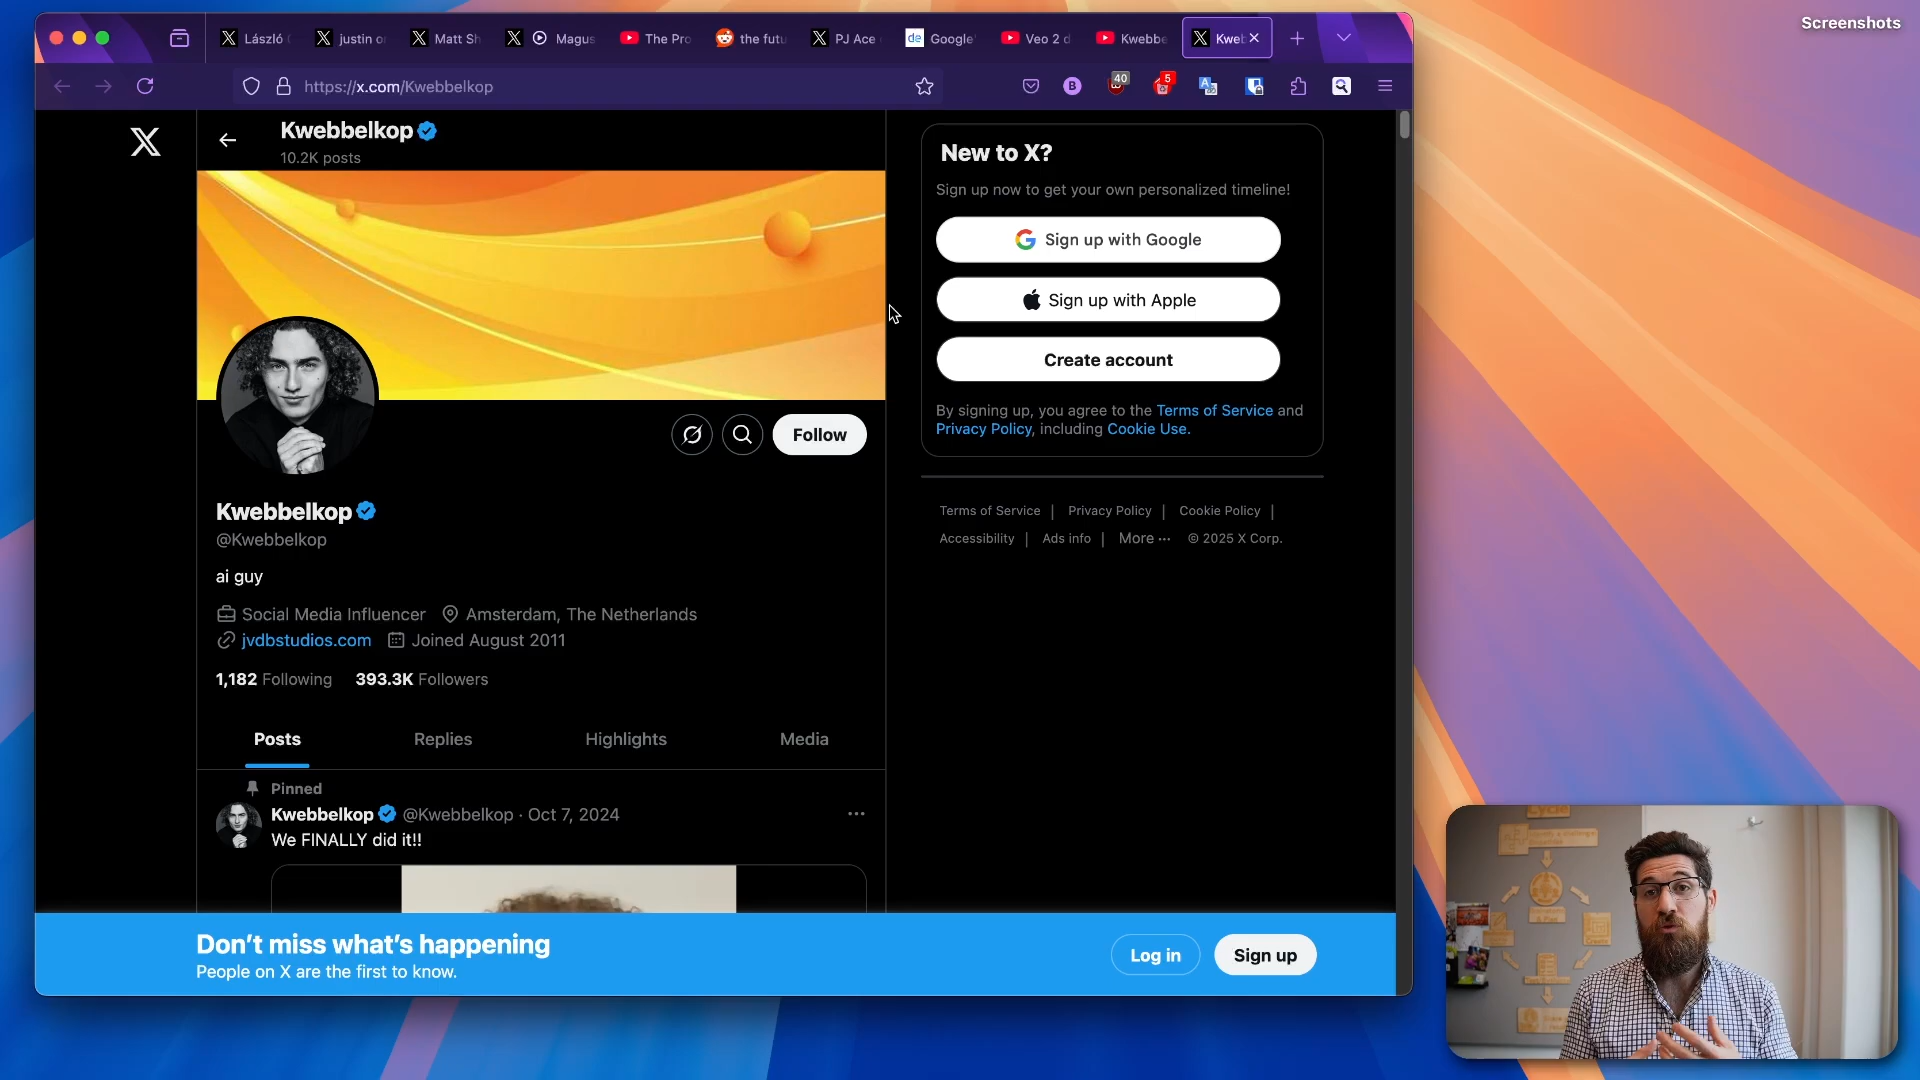 Screenshots
László
justin o
Matt Sh
Magus
The Pro
the futu
PJ Ace
Google'
Veo 2 d
Kwebbe
Kweb
https://x.com/Kwebbelkop
B
40
5
Kwebbelkop
10.2K posts
Follow
Kwebbelkop
@Kwebbelkop
ai guy
Social Media Influencer Amsterdam, The Netherlands
jvdbstudios.com Joined August 2011
1,182 Following 393.3K Followers
Posts Replies Highlights Media
Pinned
Kwebbelkop @Kwebbelkop · Oct 7, 2024
We FINALLY did it!!
New to X?
Sign up now to get your own personalized timeline!
Sign up with Google
Sign up with Apple
Create account
By signing up, you agree to the Terms of Service and
Privacy Policy, including Cookie Use.
Terms of Service | Privacy Policy | Cookie Policy |
Accessibility | Ads info | More ··· © 2025 X Corp.
Don’t miss what’s happening
People on X are the first to know.
Log in
Sign up